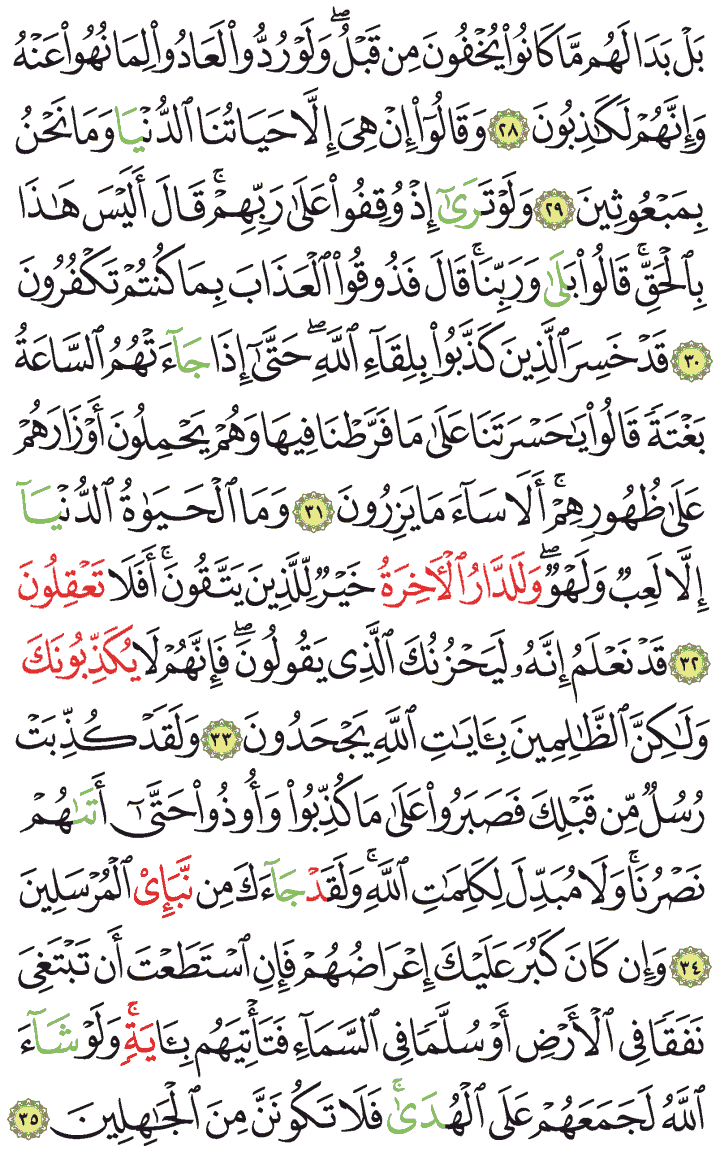 بَلۡ بَدَا لَهُم مَّا كَانُواْ يُخۡفُونَ مِن قَبۡلُۖ وَلَوۡ رُدُّواْ لَعَادُواْ لِمَا نُهُواْ عَنۡهُ
وَإِنَّهُمۡ لَكَٰذِبُونَ ٢٨ وَقَالُوٓاْ إِنۡ هِىَ إِلَّا حَيَاتُنَا ٱلدُّنۡيَا وَمَا نَحۡنُ
بِمَبۡعُوثِينَ ٢٩ وَلَوۡ تَرَىٰٓ إِذۡ وُقِفُواْ عَلَىٰ رَبِّهِمۡۚ قَالَ أَلَيۡسَ هَٰذَا
بِٱلۡحَقِّۚ قَالُواْ بَلَىٰ وَرَبِّنَاۚ قَالَ فَذُوقُواْ ٱلۡعَذَابَ بِمَا كُنتُمۡ تَكۡفُرُونَ
٣٠ قَدۡ خَسِرَ ٱلَّذِينَ كَذَّبُواْ بِلِقَآءِ ٱللَّهِۖ حَتَّىٰٓ إِذَا جَآءَتۡهُمُ ٱلسَّاعَةُ
بَغۡتَةٗ قَالُواْ يَٰحَسۡرَتَنَا عَلَىٰ مَا فَرَّطۡنَا فِيهَا وَهُمۡ يَحۡمِلُونَ أَوۡزَارَهُمۡ
عَلَىٰ ظُهُورِهِمۡۚ أَلَا سَآءَ مَا يَزِرُونَ ٣١ وَمَا ٱلۡحَيَوٰةُ ٱلدُّنۡيَآ
إِلَّا لَعِبٞ وَلَهۡوٞۖ وَلَلدَّارُ ٱلۡأٓخِرَةُ خَيۡرٞ لِّلَّذِينَ يَتَّقُونَۚ أَفَلَا تَعۡقِلُونَ
٣٢ قَدۡ نَعۡلَمُ إِنَّهُۥ لَيَحۡزُنُكَ ٱلَّذِى يَقُولُونَۖ فَإِنَّهُمۡ لَا يُكَذِّبُونَكَ
وَلَٰكِنَّ ٱلظَّٰلِمِينَ بِـَٔايَٰتِ ٱللَّهِ يَجۡحَدُونَ ٣٣ وَلَقَدۡ كُذِّبَتۡ
رُسُلٞ مِّن قَبۡلِكَ فَصَبَرُواْ عَلَىٰ مَا كُذِّبُواْ وَأُوذُواْ حَتَّىٰٓ أَتَىٰهُمۡ
نَصۡرُنَاۚ وَلَا مُبَدِّلَ لِكَلِمَٰتِ ٱللَّهِۚ وَلَقَدۡ جَآءَكَ مِن نَّبَإِيْ ٱلۡمُرۡسَلِينَ
٣٤ وَإِن كَانَ كَبُرَ عَلَيۡكَ إِعۡرَاضُهُمۡ فَإِنِ ٱسۡتَطَعۡتَ أَن تَبۡتَغِىَ
نَفَقٗا فِى ٱلۡأَرۡضِ أَوۡ سُلَّمٗا فِى ٱلسَّمَآءِ فَتَأۡتِيَهُم بِـَٔايَةٖۚ وَلَوۡ شَآءَ
ٱللَّهُ لَجَمَعَهُمۡ عَلَى ٱلۡهُدَىٰۚ فَلَا تَكُونَنَّ مِنَ ٱلۡجَٰهِلِينَ ٣٥